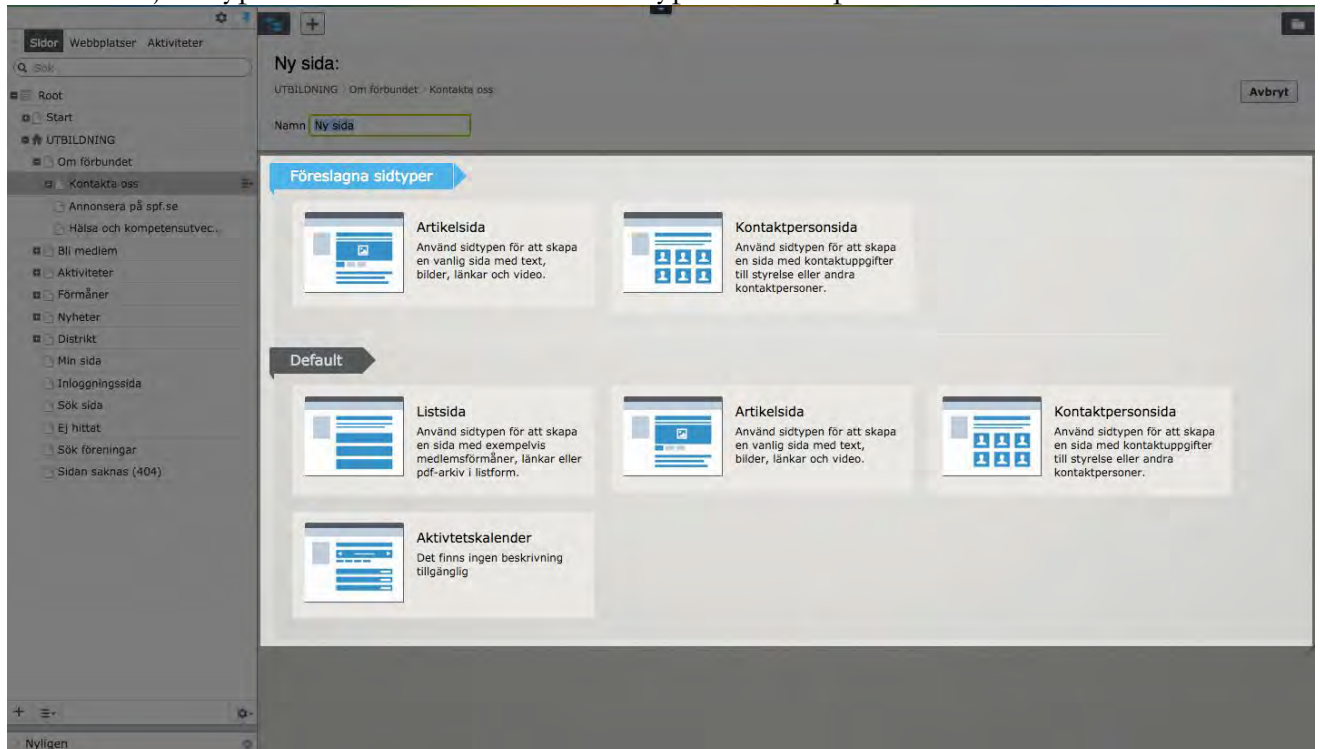 Sidor Webbplatser Aktiviteter
Sök
Root
Start
UTBILDNING
Om förbundet
Kontakta oss
Annonsera på spf.se
Hälsa och kompetensutvec..
Bli medlem
Aktiviteter
Förmåner
Nyheter
Distrikt
Min sida
Inloggningssida
Sök sida
Ej hittat
Sök föreningar
Sidan saknas (404)
Nyligen
Ny sida:
UTBILDNING Om förbundet Kontakta oss
Avbryt
Namn Ny sida
Föreslagna sidtyper
Artikelsida
Använd sidtypen för att skapa
en vanlig sida med text,
bilder, länkar och video.
Kontaktpersonsida
Använd sidtypen för att skapa
en sida med kontaktuppgifter
till styrelse eller andra
kontaktpersoner.
Default
Listsida
Använd sidtypen för att skapa
en sida med exempelvis
medlemsförmåner, länkar eller
pdf-arkiv i listform.
Artikelsida
Använd sidtypen för att skapa
en vanlig sida med text,
bilder, länkar och video.
Kontaktpersonsida
Använd sidtypen för att skapa
en sida med kontaktuppgifter
till styrelse eller andra
kontaktpersoner.
Aktivtetskalender
Det finns ingen beskrivning
tillgänglig